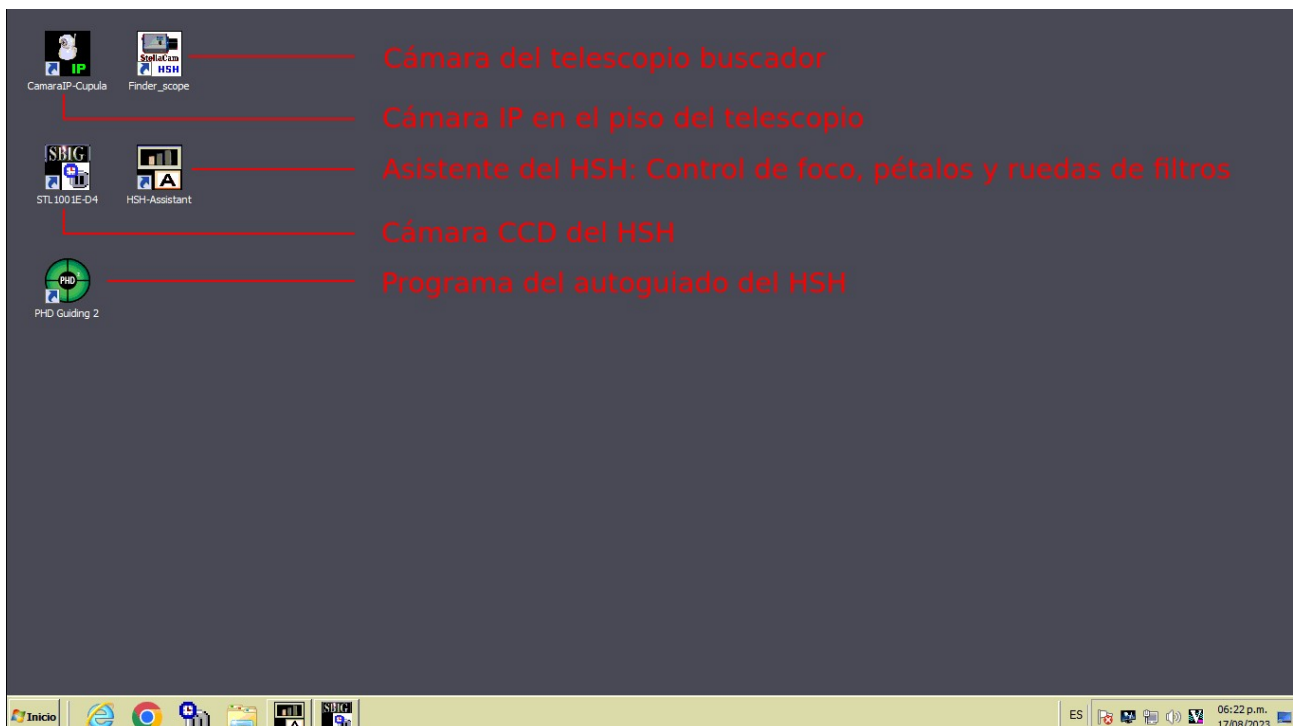 StellaCam
IP
HSH
CamaraIP-Cupula
Finder_scope
Cámara del telescopio buscador
Cámara IP en el piso del telescopio
SBIG
A
STL1001E-D4
HSH-Assistant
Asistente del HSH: Control de foco, pétalos y ruedas de filtros
Cámara CCD del HSH
PHD
2
PHD Guiding 2
Programa del autoguiado del HSH
Inicio
A
SBIG
ES
06:22 p.m.
17/08/2023